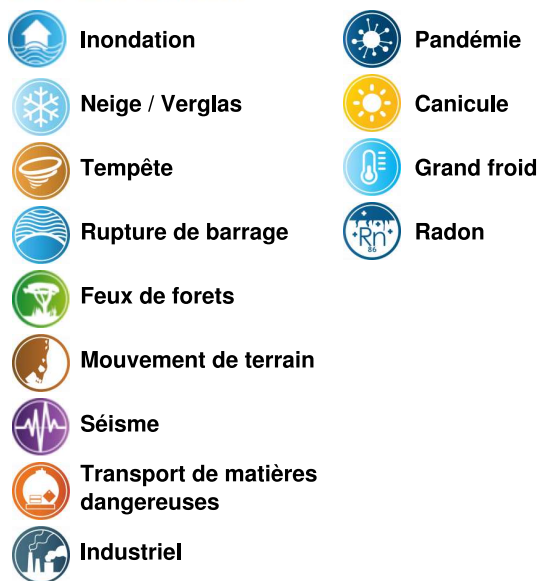 Inondation
Neige / Verglas
Tempête
Rupture de barrage
Feux de forets
Mouvement de terrain
Séisme
Transport de matières
dangereuses
Industriel
Pandémie
Canicule
Grand froid
Rn
86
Radon